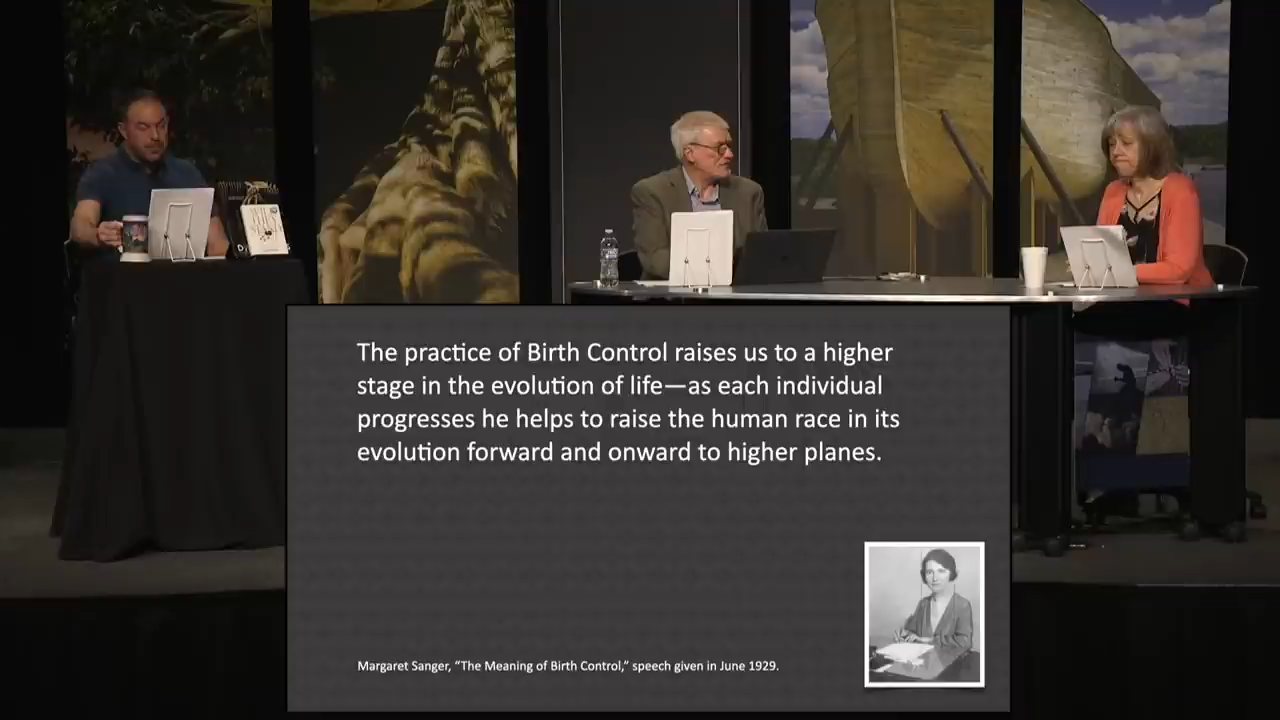 The practice of Birth Control raises us to a higher
stage in the evolution of life—as each individual
progresses he helps to raise the human race in its
evolution forward and onward to higher planes.
Margaret Sanger, “The Meaning of Birth Control,” speech given in June 1929.